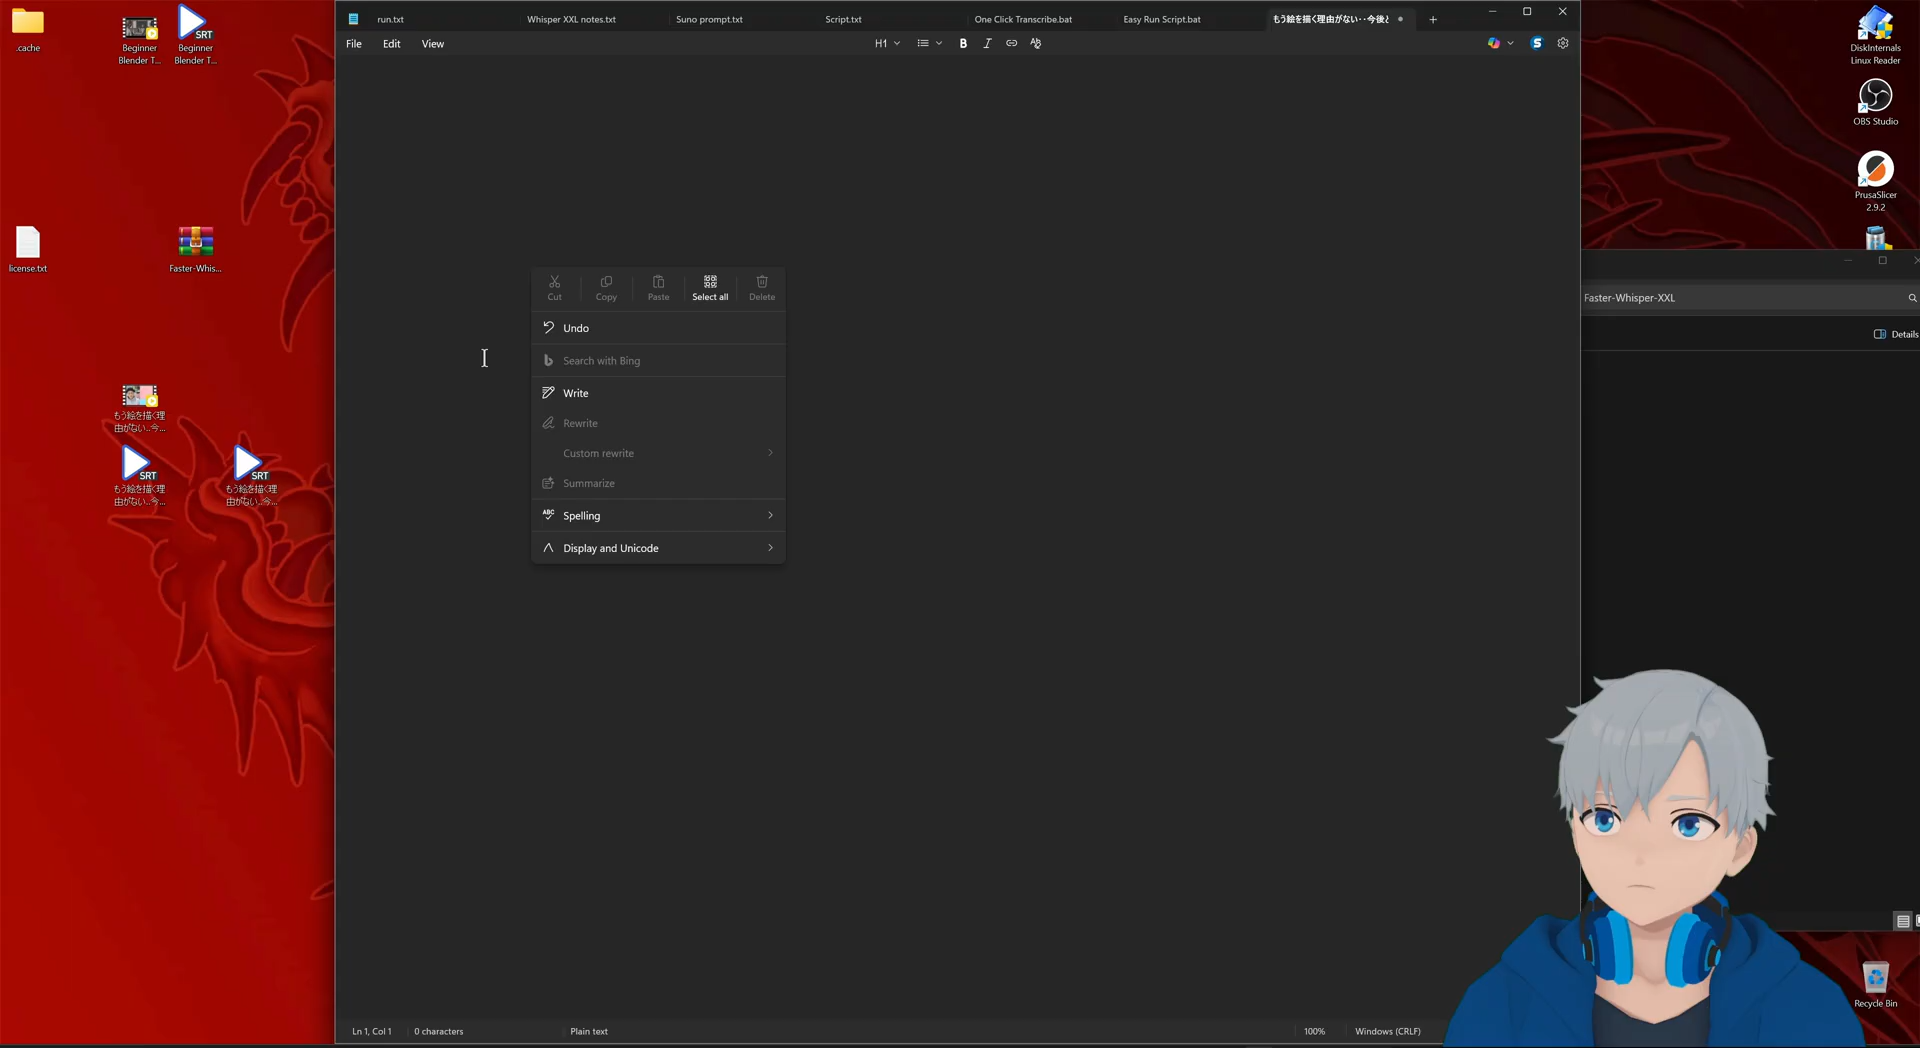 .cache
Beginner
Blender T...
SRT
Beginner
Blender T...
license.txt
Faster-Whis...
もう絵を描く理
由がない...今...
SRT
もう絵を描く理
由がない...今...
SRT
もう絵を描く理
由がない...今...
run.txt
Whisper XXL notes.txt
Suno prompt.txt
Script.txt
One Click Transcribe.bat
Easy Run Script.bat
もう絵を描く理由がない・・今後と
File
Edit
View
H1
B
I
S
Cut
Copy
Paste
Select all
Delete
Undo
Search with Bing
Write
Rewrite
Custom rewrite
Summarize
ABC
Spelling
Display and Unicode
Ln 1, Col 1
0 characters
Plain text
100%
Windows (CRLF)
DiskInternals
Linux Reader
OBS Studio
PrusaSlicer
2.9.2
Faster-Whisper-XXL
Details
Recycle Bin